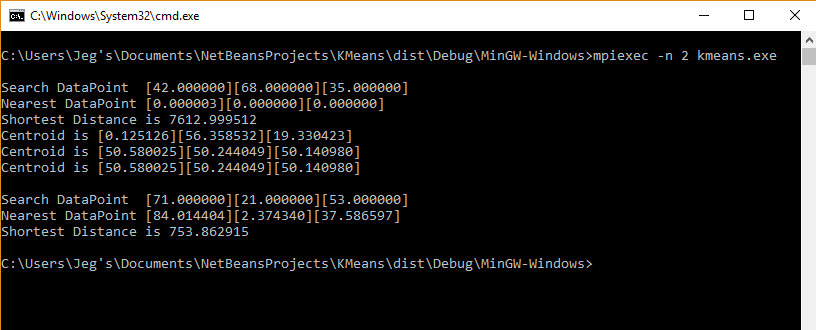 C:\Windows\System32\cmd.exe
C:\Users\Jeg's\Documents\NetBeansProjects\KMeans\dist\Debug\MinGW-Windows>mpiexec -n 2 kmeans.exe
Search DataPoint  [42.000000][68.000000][35.000000]
Nearest DataPoint [0.000003][0.000000][0.000000]
Shortest Distance is 7612.999512
Centroid is [0.125126][56.358532][19.330423]
Centroid is [50.580025][50.244049][50.140980]
Centroid is [50.580025][50.244049][50.140980]
Search DataPoint  [71.000000][21.000000][53.000000]
Nearest DataPoint [84.014404][2.374340][37.586597]
Shortest Distance is 753.862915
C:\Users\Jeg's\Documents\NetBeansProjects\KMeans\dist\Debug\MinGW-Windows>